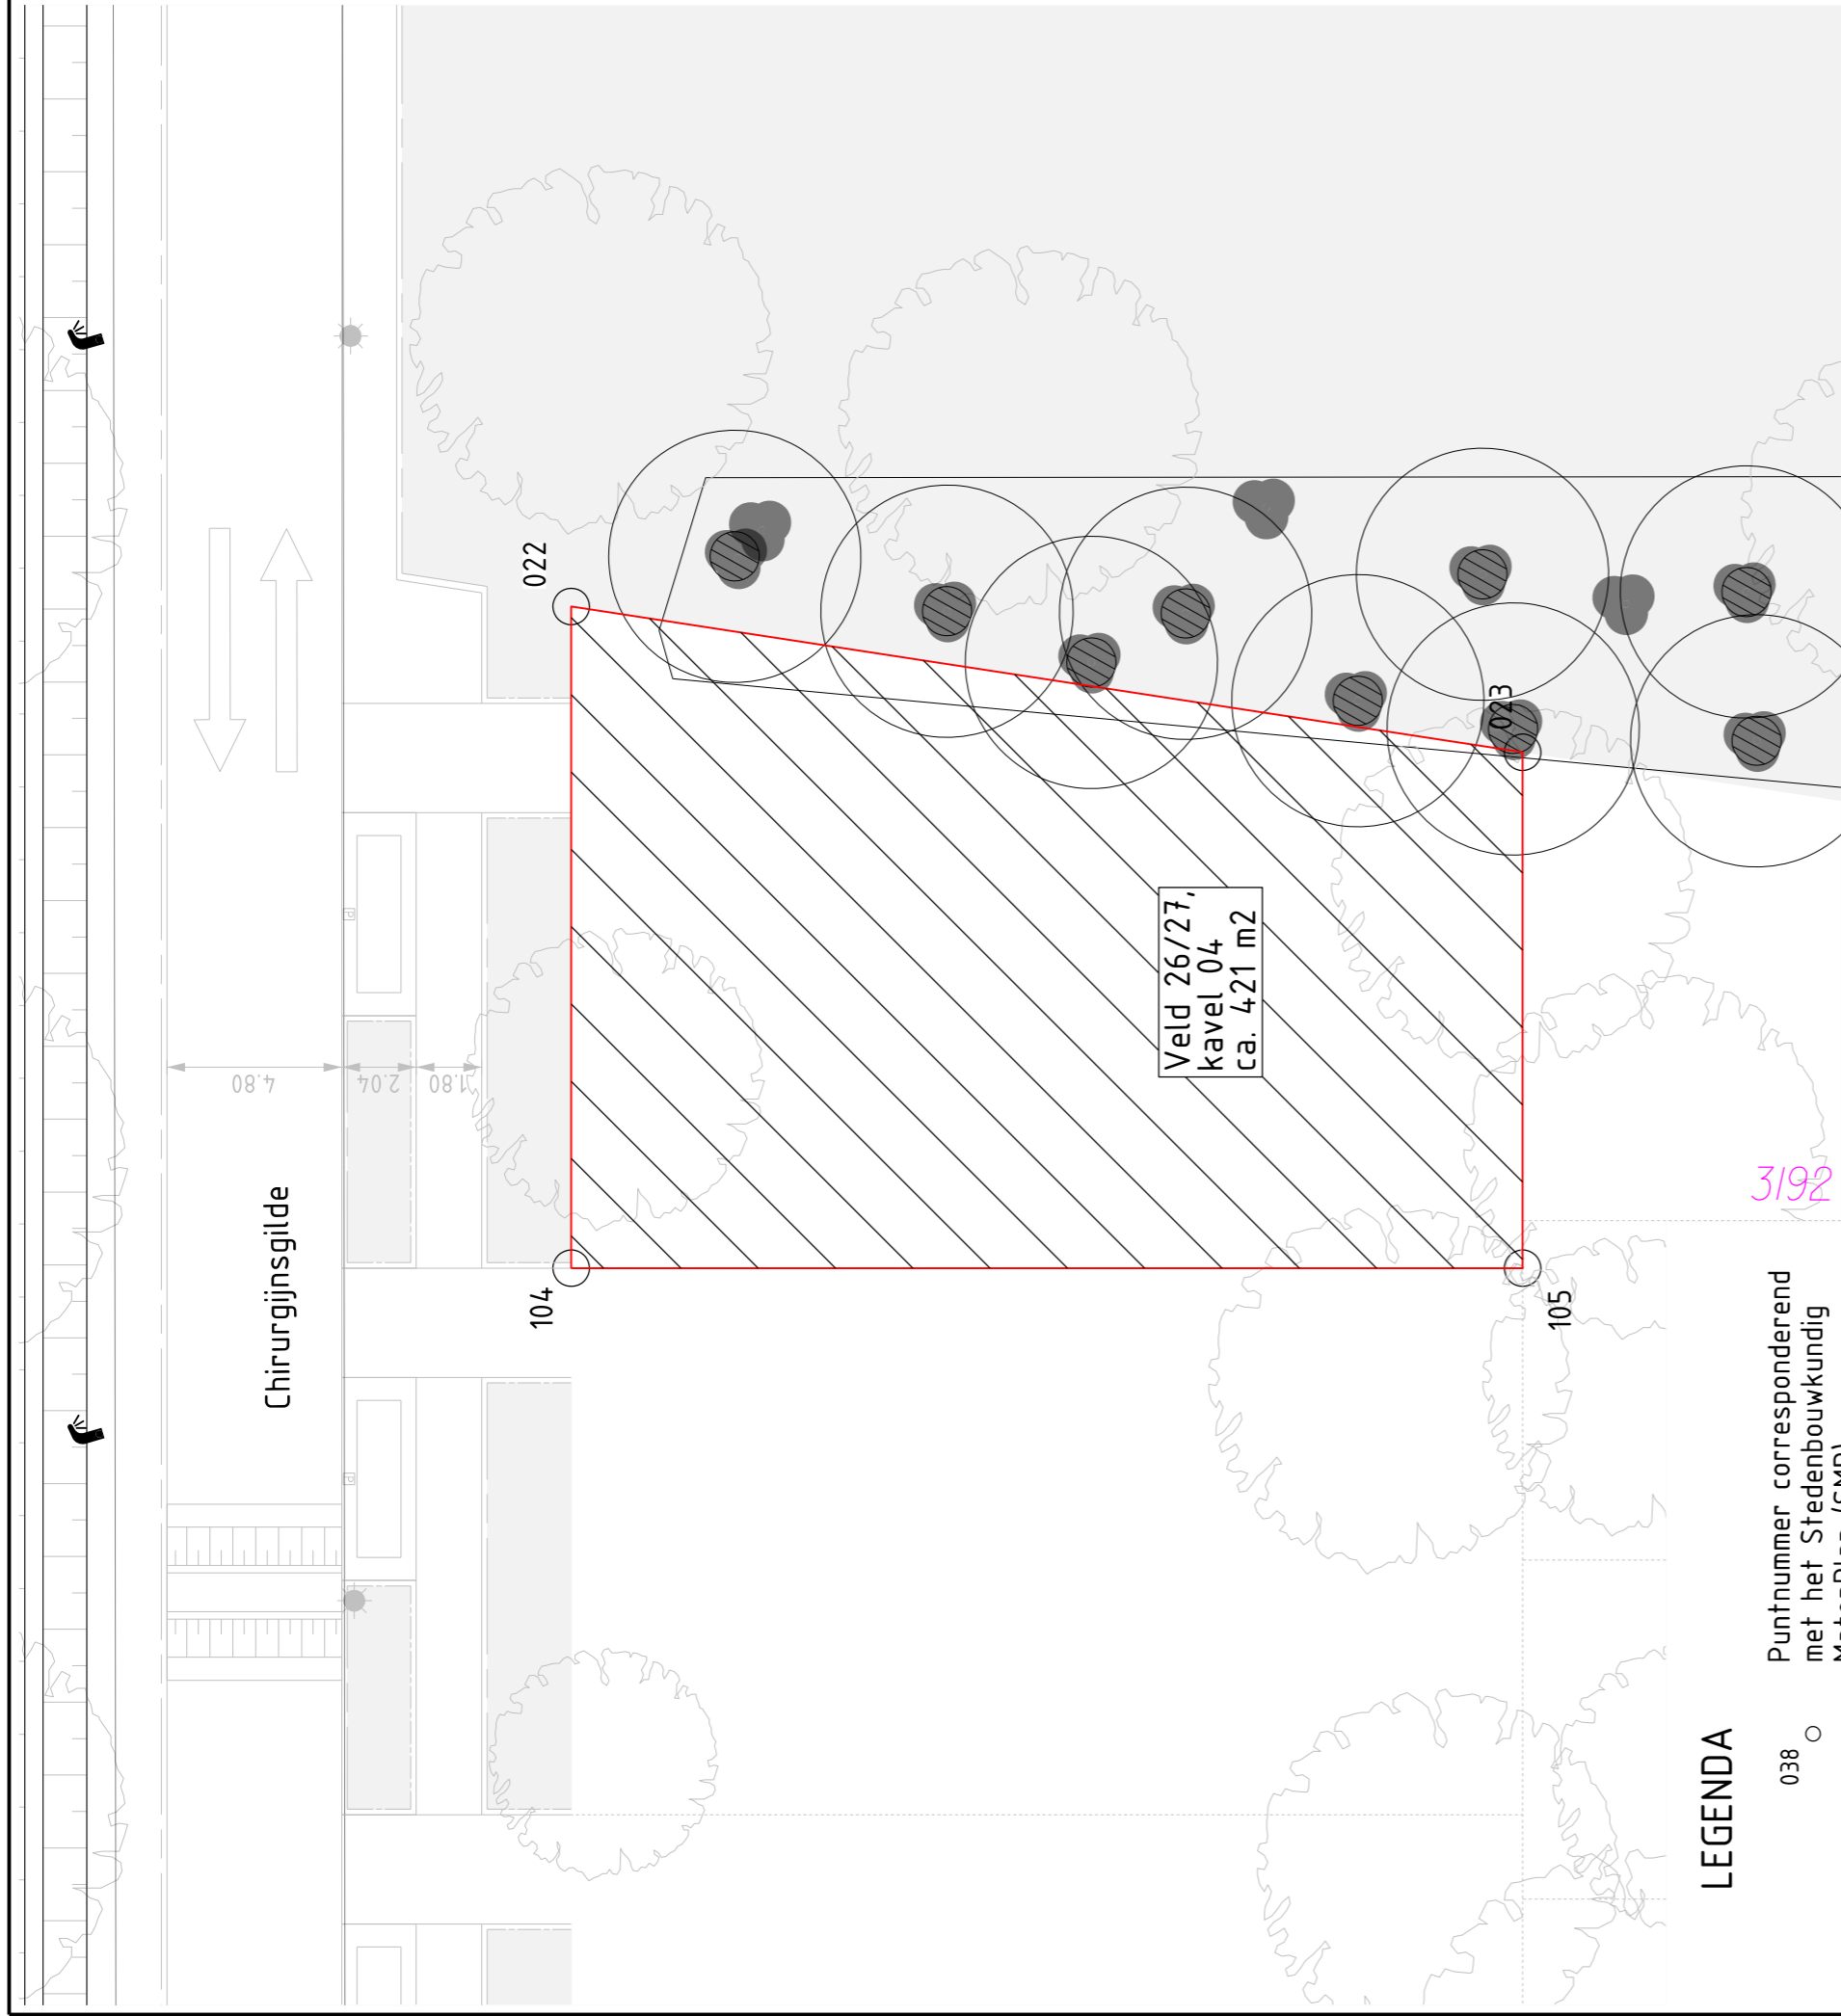 Chirurgijnsgilde
4.80
2.04
1.80
P
P
022
023
104
105
Veld 26/27,
kavel 04
ca. 421 m2
3192
LEGENDA
038
Puntnummer corresponderend
met het Stedenbouwkundig